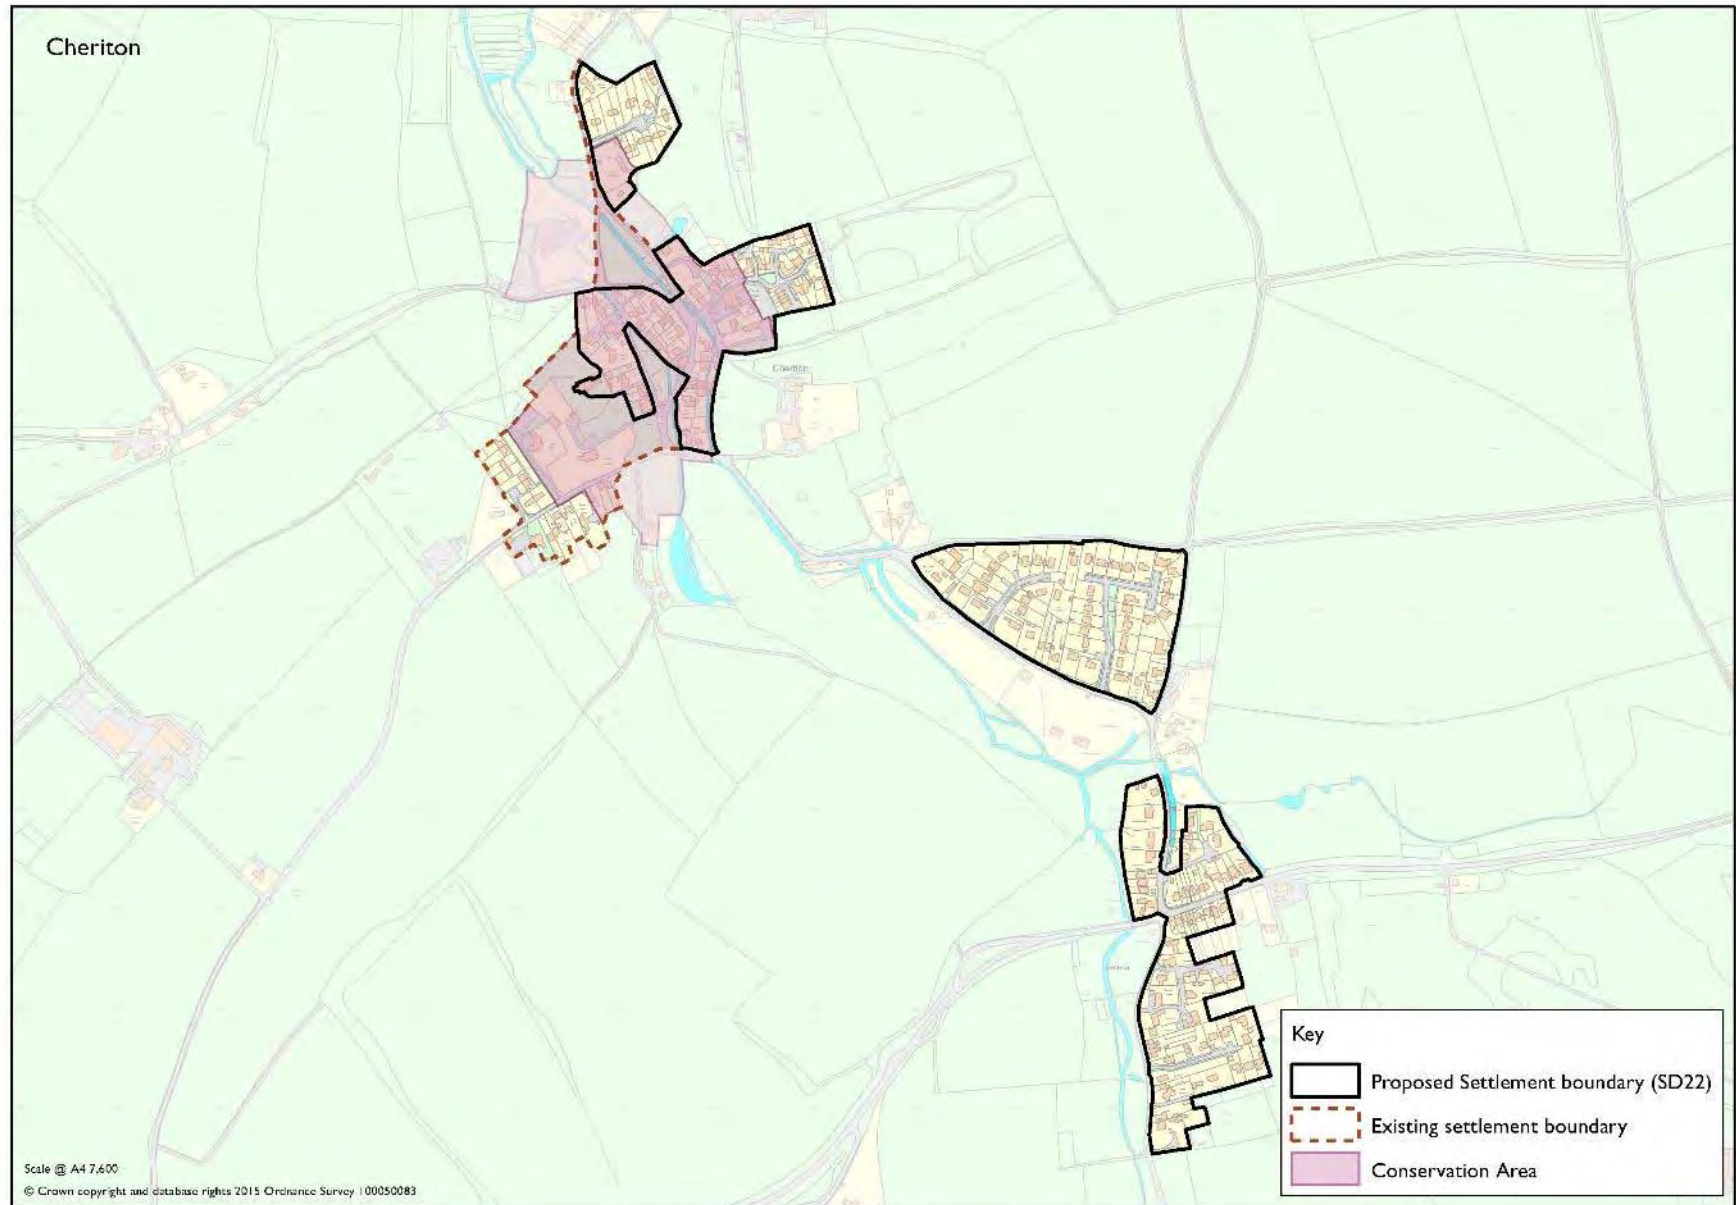 Cheriton
Cheriton
Key
Proposed Settlement boundary (SD22)
Existing settlement boundary
Conservation Area
Scale @ A4 7,600
© Crown copyright and database rights 2015 Ordnance Survey 100050083